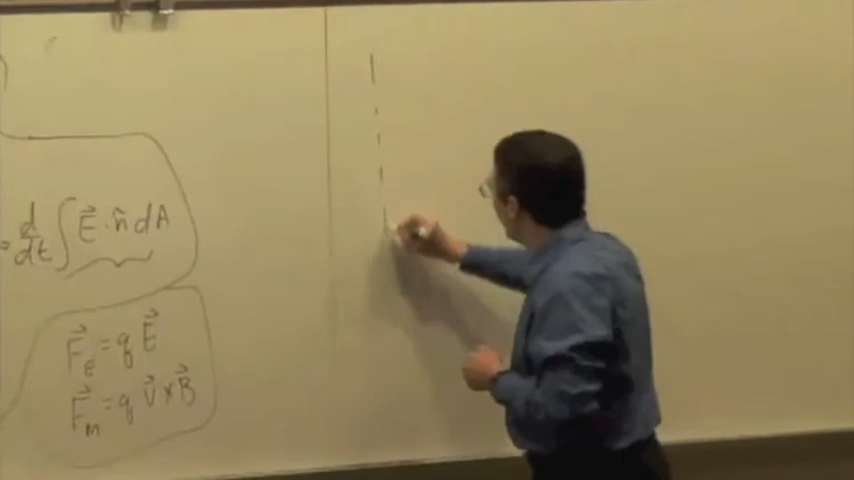 d/dt ∫ E⃗ · n̂ dA
F⃗e = q E⃗
F⃗m = q V⃗ × B⃗